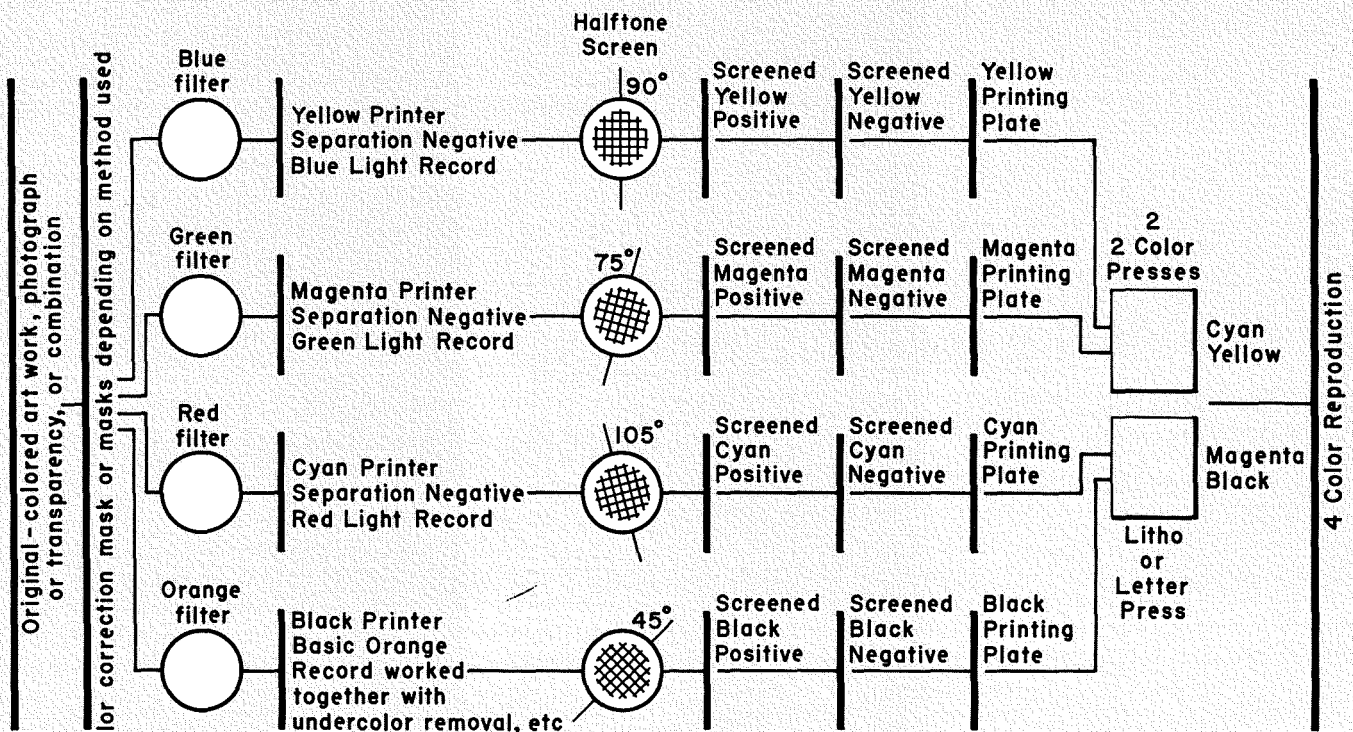 Original-colored art work, photograph
or transparency, or combination
lor correction mask or masks depending on method used
Blue
filter
Yellow Printer
Separation Negative
Blue Light Record
Halftone
Screen
90°
Screened
Yellow
Positive
Screened
Yellow
Negative
Yellow
Printing
Plate
Green
filter
Magenta Printer
Separation Negative
Green Light Record
75°
Screened
Magenta
Positive
Screened
Magenta
Negative
Magenta
Printing
Plate
Red
filter
Cyan Printer
Separation Negative
Red Light Record
105°
Screened
Cyan
Positive
Screened
Cyan
Negative
Cyan
Printing
Plate
Orange
filter
Black Printer
Basic Orange
Record worked
together with
undercolor removal, etc
45°
Screened
Black
Positive
Screened
Black
Negative
Black
Printing
Plate
2
2 Color
Presses
Cyan
Yellow
Magenta
Black
Litho
or
Letter
Press
4 Color Reproduction